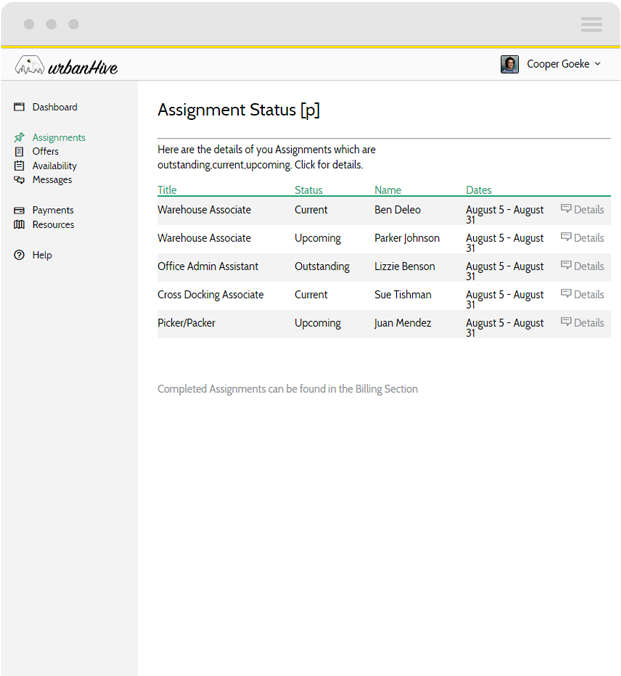 urbanHive
Cooper Goeke
Dashboard
Assignments
Offers
Availability
Messages
Payments
Resources
Help
Assignment Status [p]
Here are the details of you Assignments which are
outstanding,current,upcoming. Click for details.
Title Status Name Dates
Warehouse Associate Current Ben Deleo August 5 - August 31 Details
Warehouse Associate Upcoming Parker Johnson August 5 - August 31 Details
Office Admin Assistant Outstanding Lizzie Benson August 5 - August 31 Details
Cross Docking Associate Current Sue Tishman August 5 - August 31 Details
Picker/Packer Upcoming Juan Mendez August 5 - August 31 Details
Completed Assignments can be found in the Billing Section